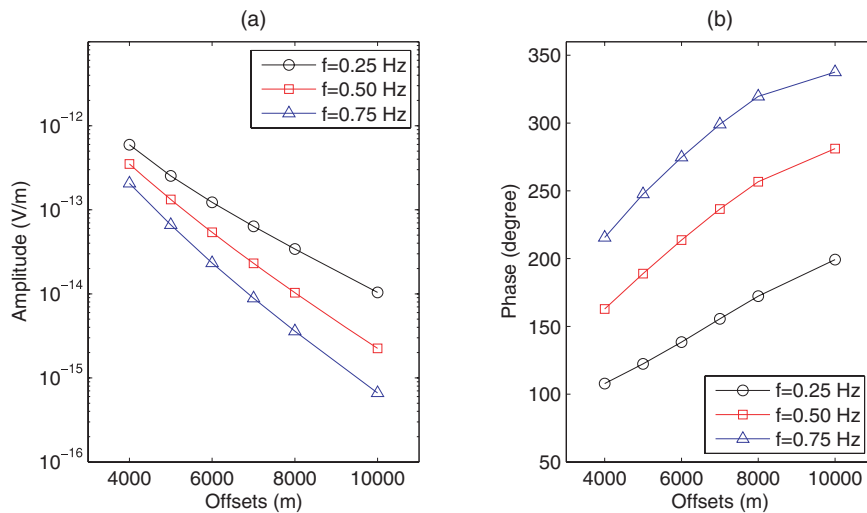 (a)
f=0.25 Hz
f=0.50 Hz
f=0.75 Hz
10^-12
10^-13
10^-14
10^-15
10^-16
Amplitude (V/m)
4000 6000 8000 10000
Offsets (m)
(b)
350
300
250
200
150
100
50
Phase (degree)
f=0.25 Hz
f=0.50 Hz
f=0.75 Hz
4000 6000 8000 10000
Offsets (m)